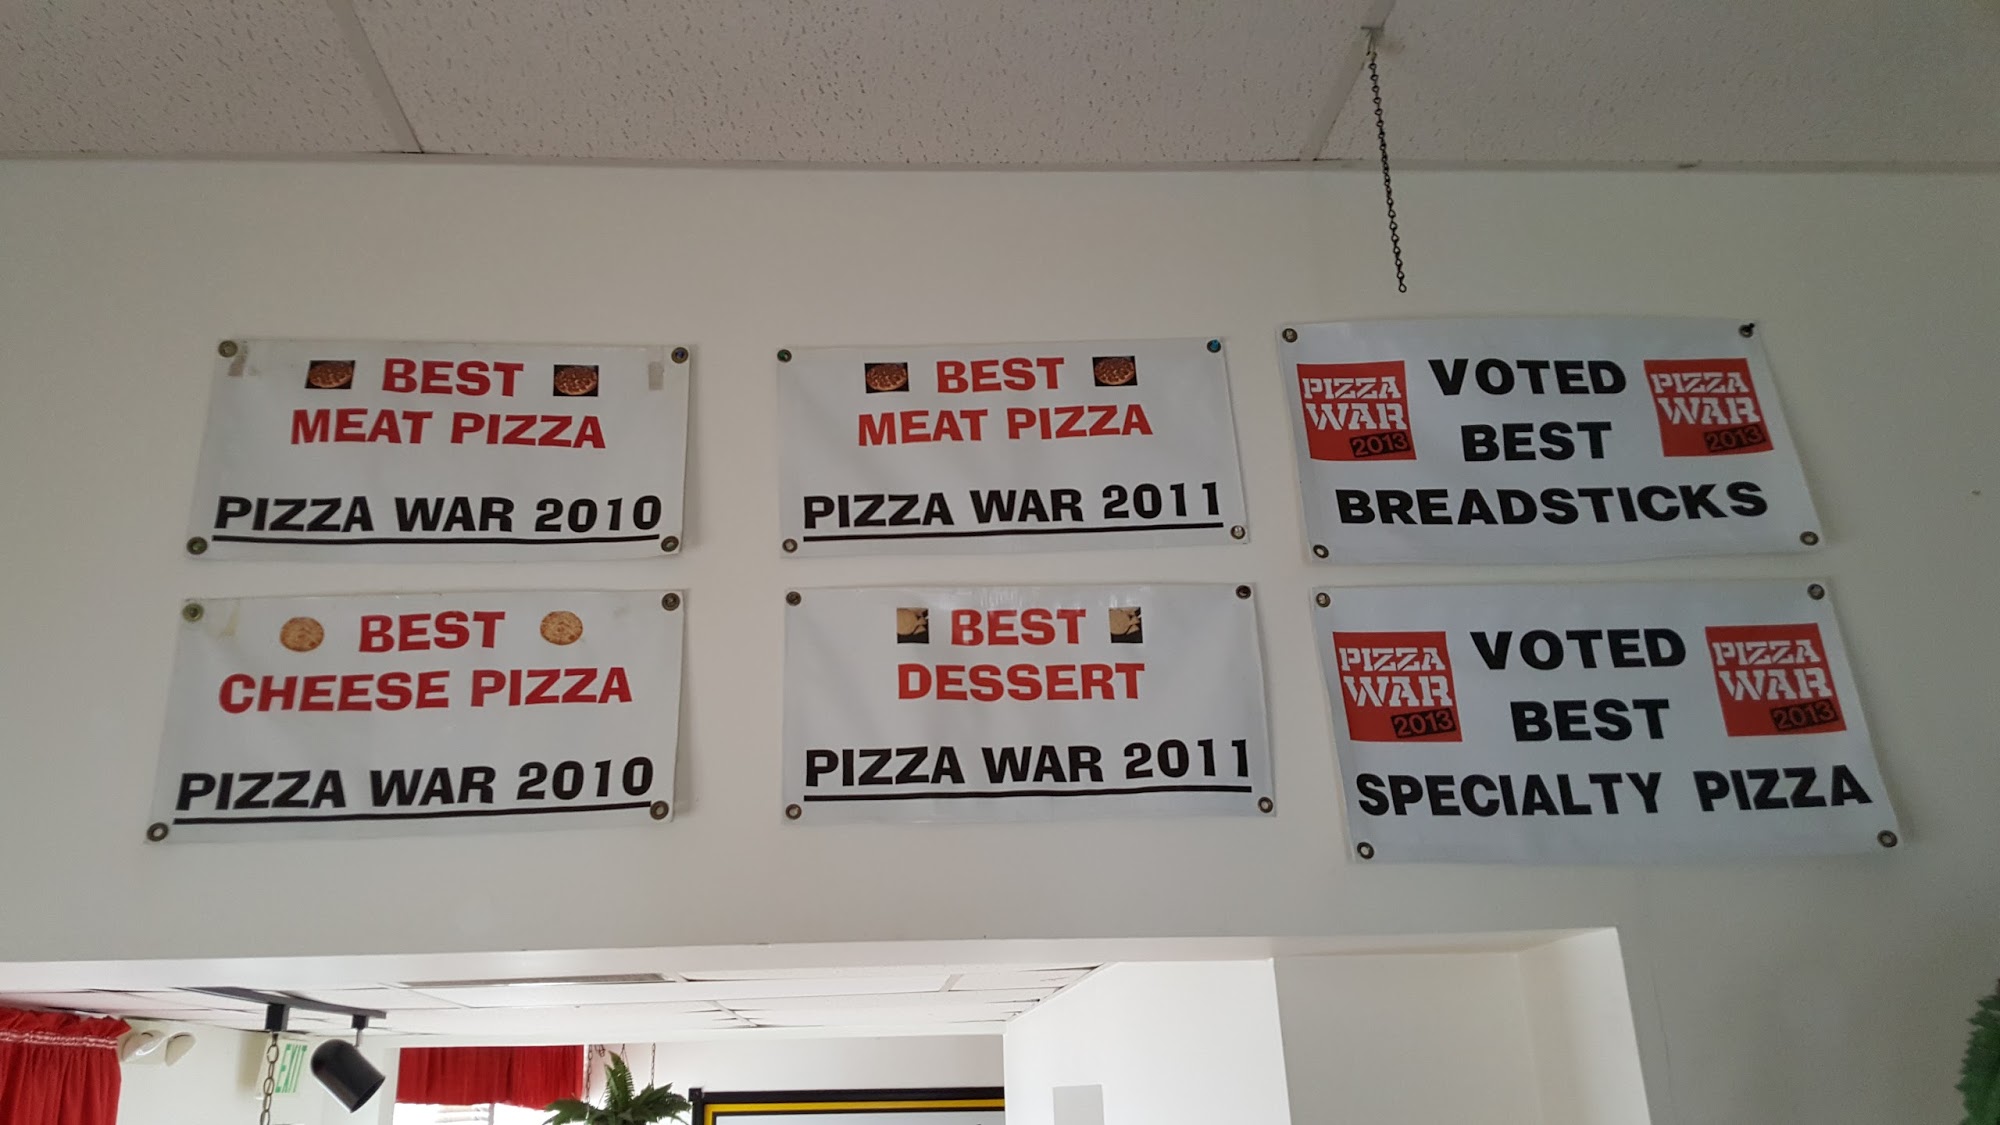 BEST
MEAT PIZZA
PIZZA WAR 2010
BEST
MEAT PIZZA
PIZZA WAR 2011
PIZZA
WAR
2013
VOTED
BEST
BREADSTICKS
PIZZA
WAR
2013
BEST
CHEESE PIZZA
PIZZA WAR 2010
BEST
DESSERT
PIZZA WAR 2011
PIZZA
WAR
2013
VOTED
BEST
SPECIALTY PIZZA
PIZZA
WAR
2013
EXIT